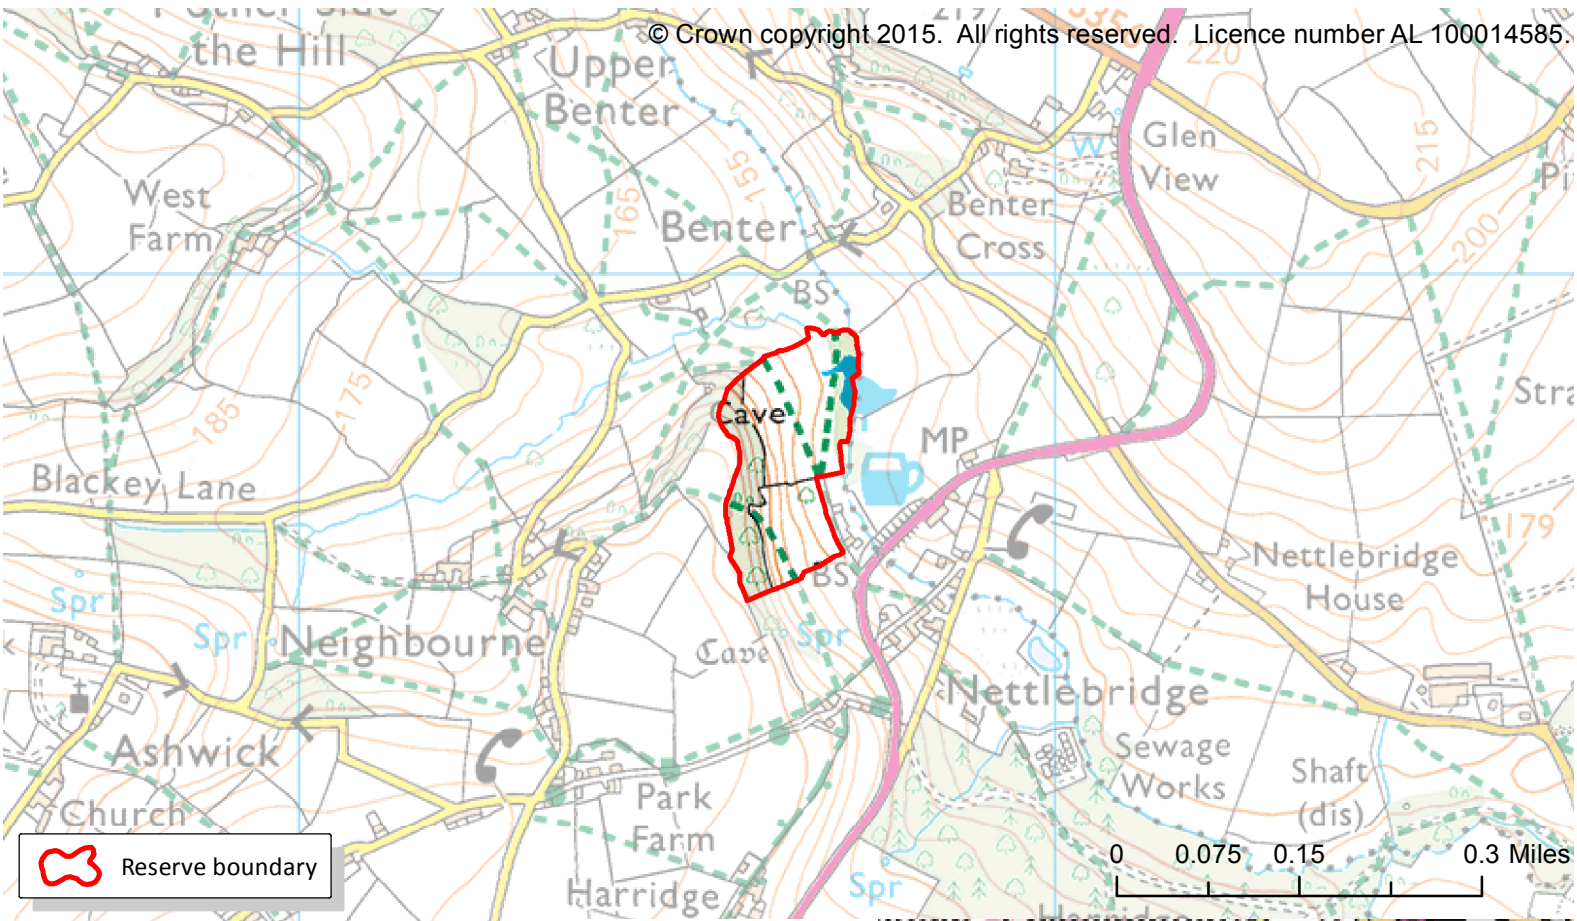 the Hill
© Crown copyright 2015. All rights reserved. Licence number AL 100014585.
220
Upper
Benter
Glen
View
W
215
West
Farm
155
165
Benter
Benter
Cross
200
BS
175
185
Cave
MP
Blackey Lane
179
Nettlebridge
House
BS
Spr
Spr
Neighbourne
Spr
Cave
Nettlebridge
Ashwick
Sewage
Works
Shaft
(dis)
Park
Farm
Church
Harridge
Spr
Reserve boundary
0 0.075 0.15 0.3 Miles